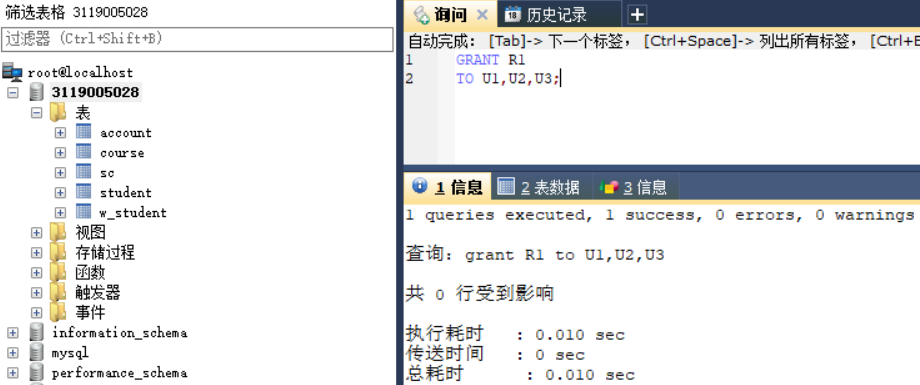 筛选表格 3119005028
过滤器 (Ctrl+Shift+B)
root@localhost
3119005028
表
account
course
sc
student
w_student
视图
存储过程
函数
触发器
事件
information_schema
mysql
performance_schema
询问
历史记录
自动完成: [Tab]-> 下一个标签, [Ctrl+Space]-> 列出所有标签, [Ctrl+E
1 GRANT R1
2 TO U1,U2,U3;
1 信息 2 表数据 3 信息
1 queries executed, 1 success, 0 errors, 0 warnings
查询: grant R1 to U1,U2,U3
共 0 行受到影响
执行耗时 : 0.010 sec
传送时间 : 0 sec
总耗时 : 0.010 sec